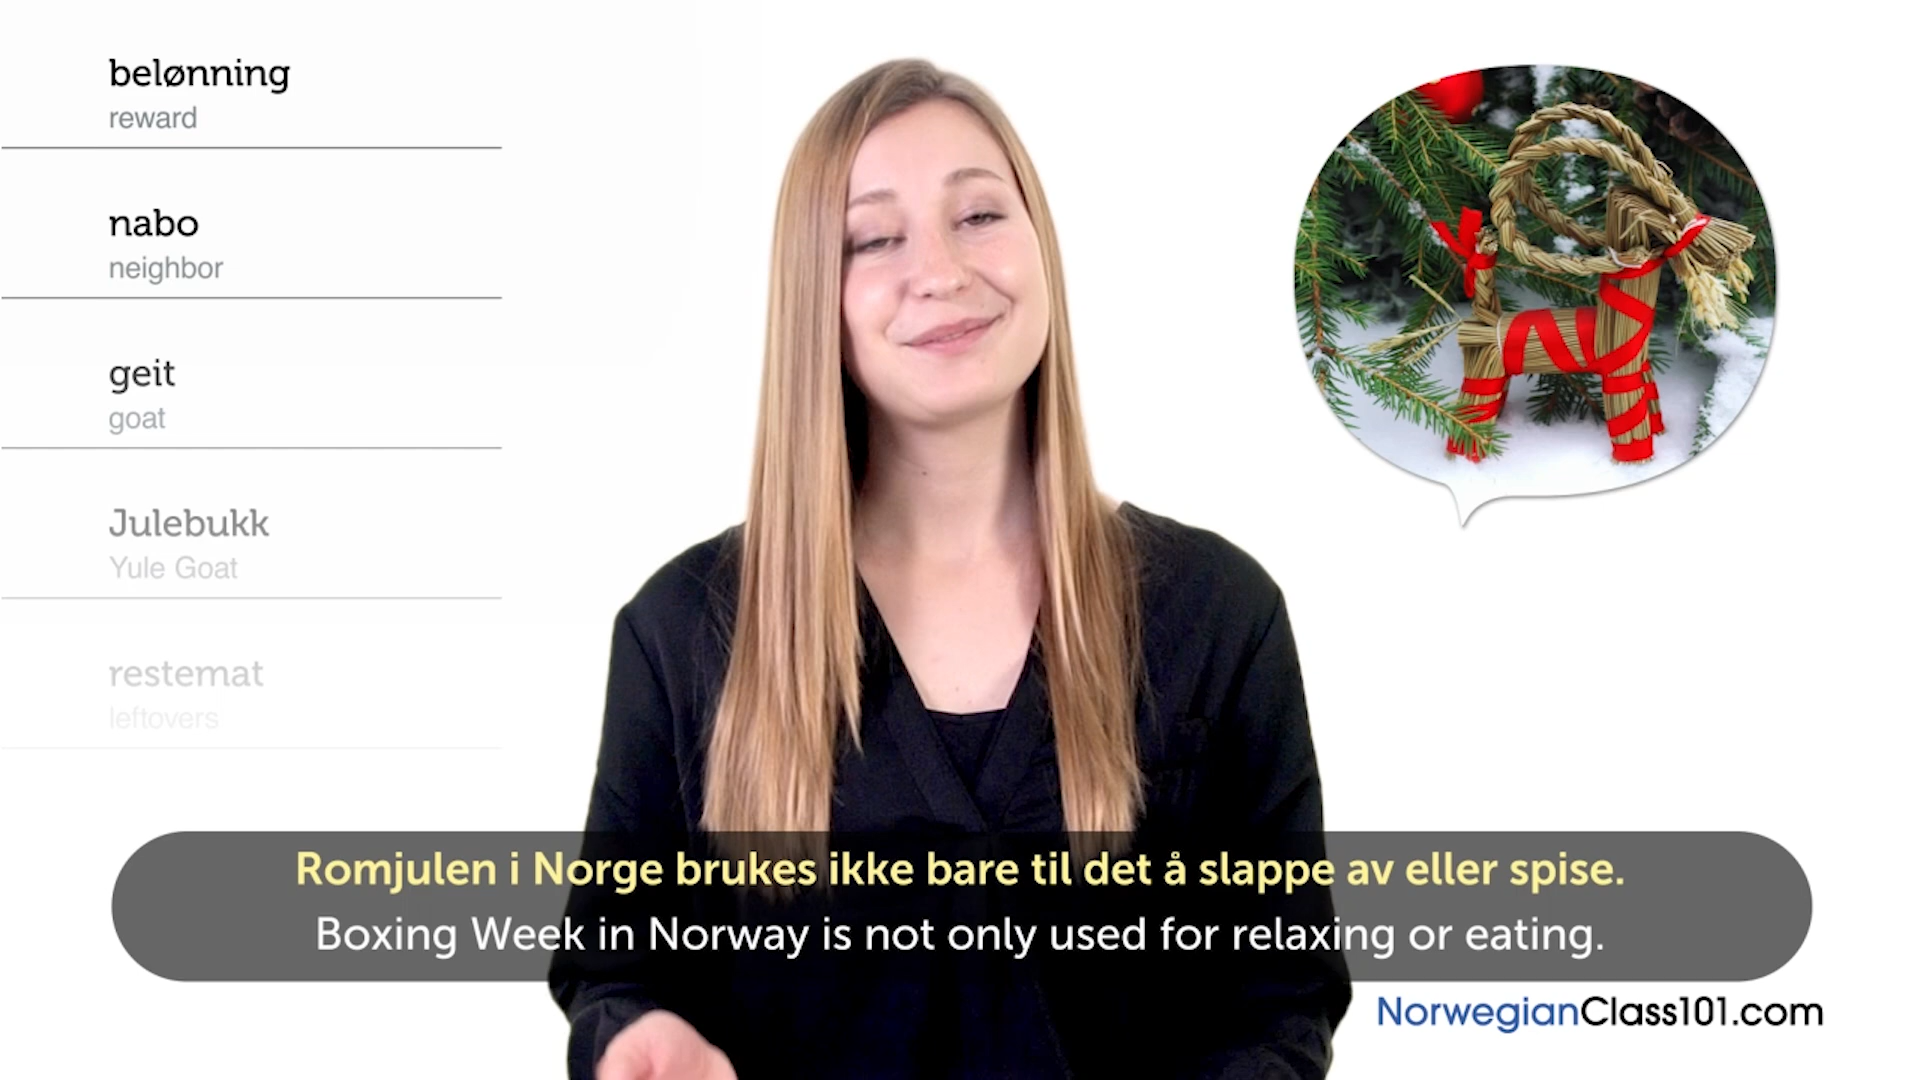 belønning
reward
nabo
neighbor
geit
goat
Julebukk
Yule Goat
restemat
leftovers
Romjulen i Norge brukes ikke bare til det å slappe av eller spise.
Boxing Week in Norway is not only used for relaxing or eating.
NorwegianClass101.com